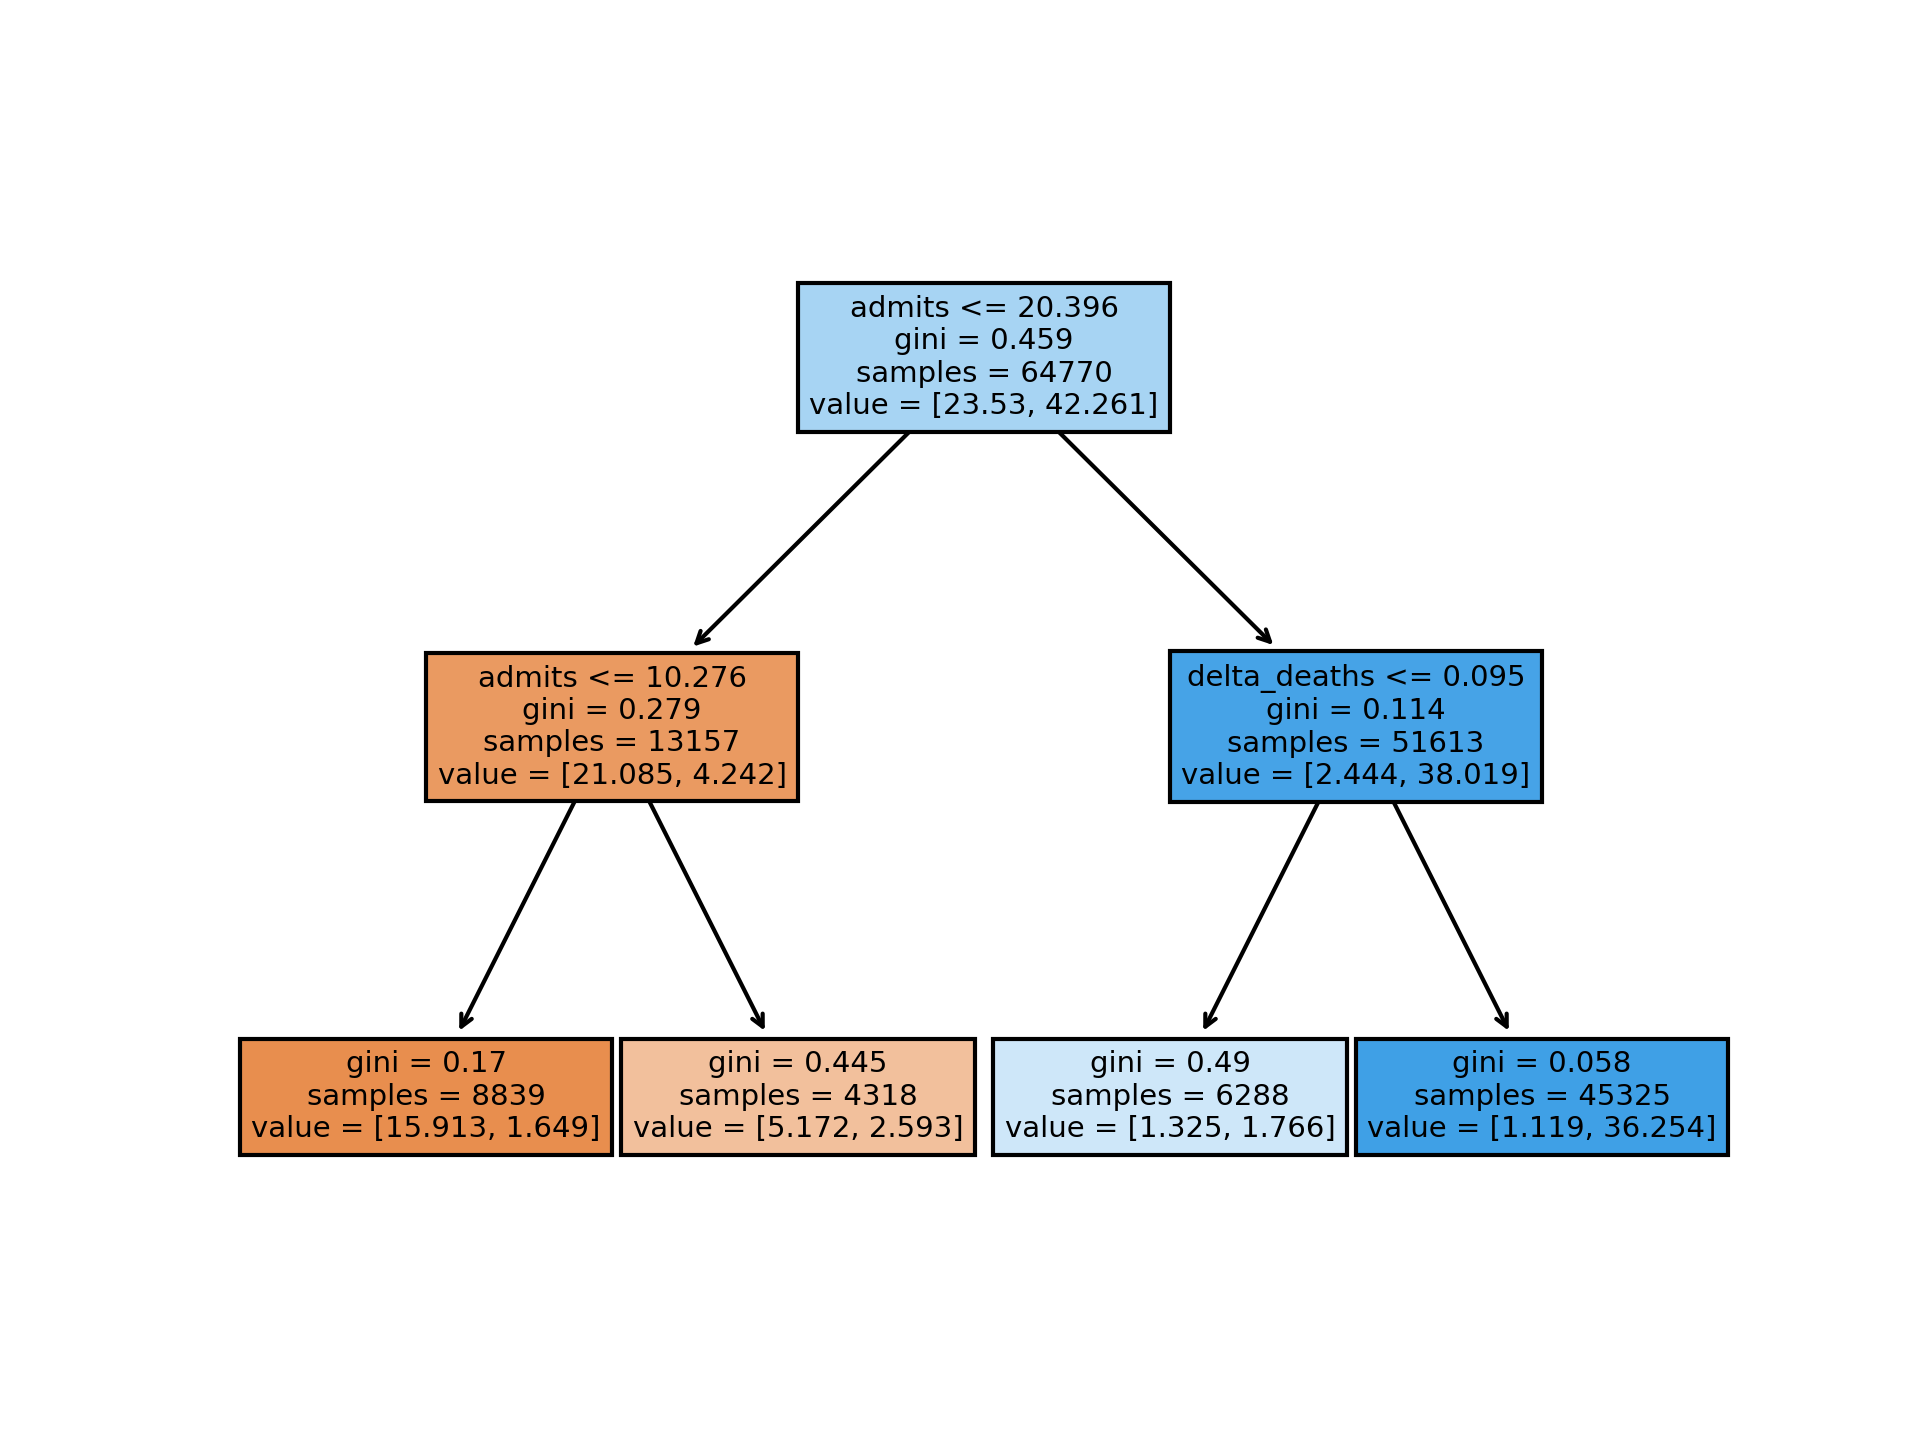 admits <= 20.396
gini = 0.459
samples = 64770
value = [23.53, 42.261]
admits <= 10.276
gini = 0.279
samples = 13157
value = [21.085, 4.242]
delta_deaths <= 0.095
gini = 0.114
samples = 51613
value = [2.444, 38.019]
gini = 0.17
samples = 8839
value = [15.913, 1.649]
gini = 0.445
samples = 4318
value = [5.172, 2.593]
gini = 0.49
samples = 6288
value = [1.325, 1.766]
gini = 0.058
samples = 45325
value = [1.119, 36.254]